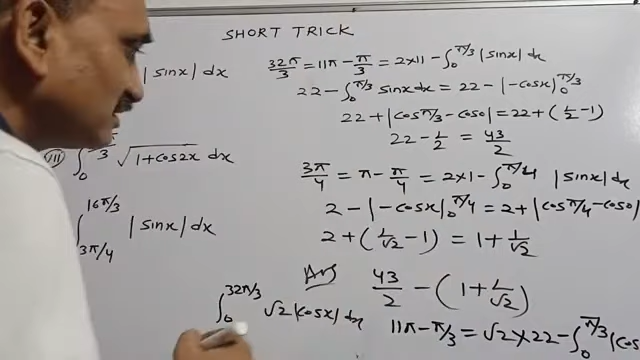 SHORT TRICK
|sinx| dx
32π/3 = 11π - π/3 = 2×11 - ∫₀^π/3 |sinx| dx
22 - ∫₀^π/3 sinx dx = 22 - |-cosx|₀^π/3
22 + |cos π/3 - cos0| = 22 + (1/2 - 1)
22 - 1/2 = 43/2
(VII) ∫₀ 3 √(1+cos2x) dx
3π/4 = π - π/4 = 2×1 - ∫₀^π/4 |sinx| dx
2 - |-cosx|₀^π/4 = 2 + |cos π/4 - cos0|
2 + (1/√2 - 1) = 1 + 1/√2
∫_3π/4^16π/3 |sinx| dx
Ans 43/2 - (1 + 1/√2)
∫₀^32π/3 √2 |cosx| dx
11π - π/3 = √2 × 22 - ∫₀^π/3 |cos